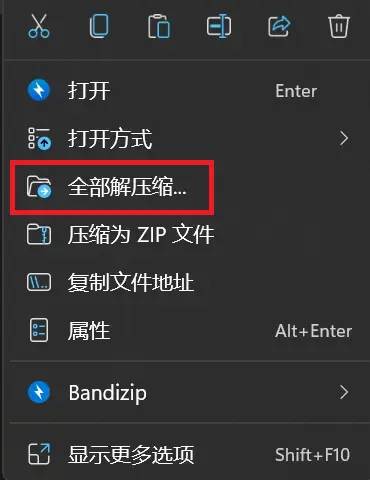 打开 Enter
打开方式
全部解压缩...
压缩为 ZIP 文件
复制文件地址
属性 Alt+Enter
Bandizip
显示更多选项 Shift+F10